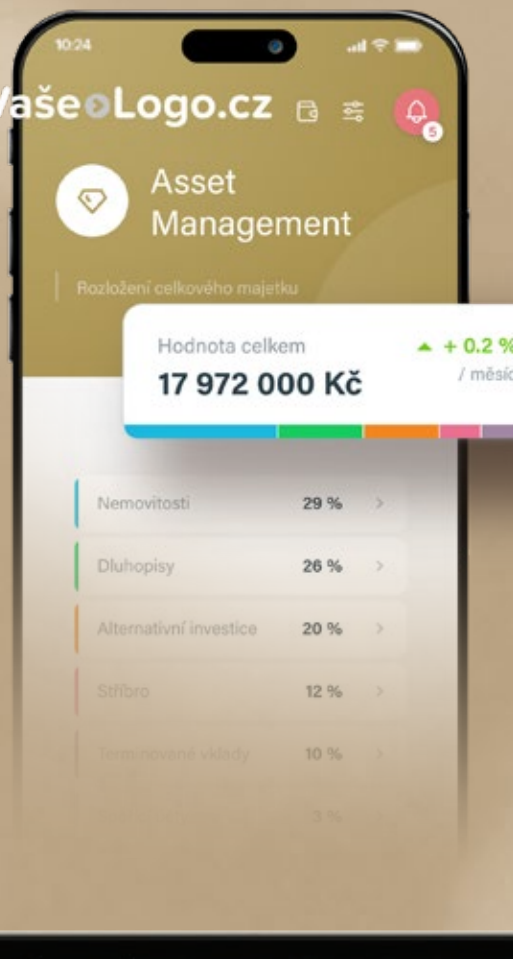 10:24
VašeLogo.cz
5
Asset
Management
Rozložení celkového majetku
Hodnota celkem
+ 0.2 %
17 972 000 Kč
/ měsíc
Nemovitosti 29 %
Dluhopisy 26 %
Alternativní investice 20 %
Stříbro 12 %
Termínované vklady 10 %
3 %